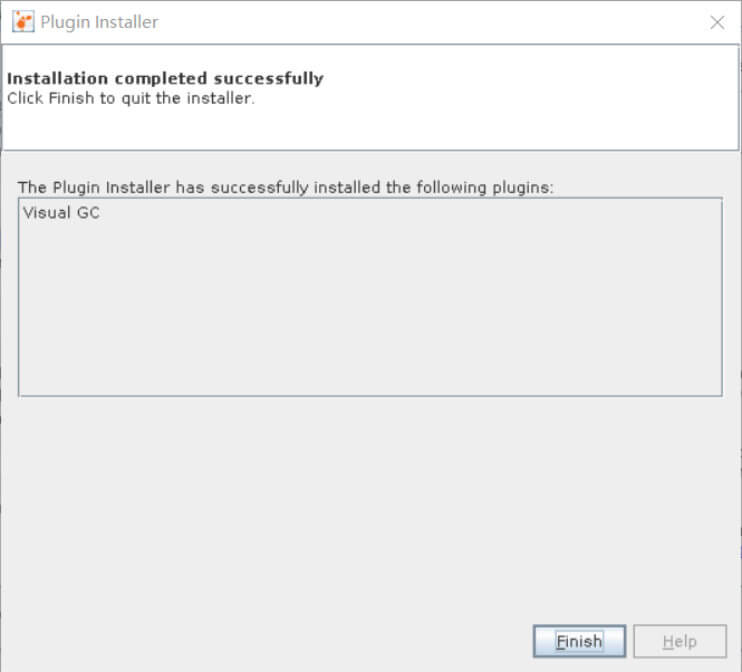 Plugin Installer
Installation completed successfully
Click Finish to quit the installer.
The Plugin Installer has successfully installed the following plugins:
Visual GC
Finish
Help